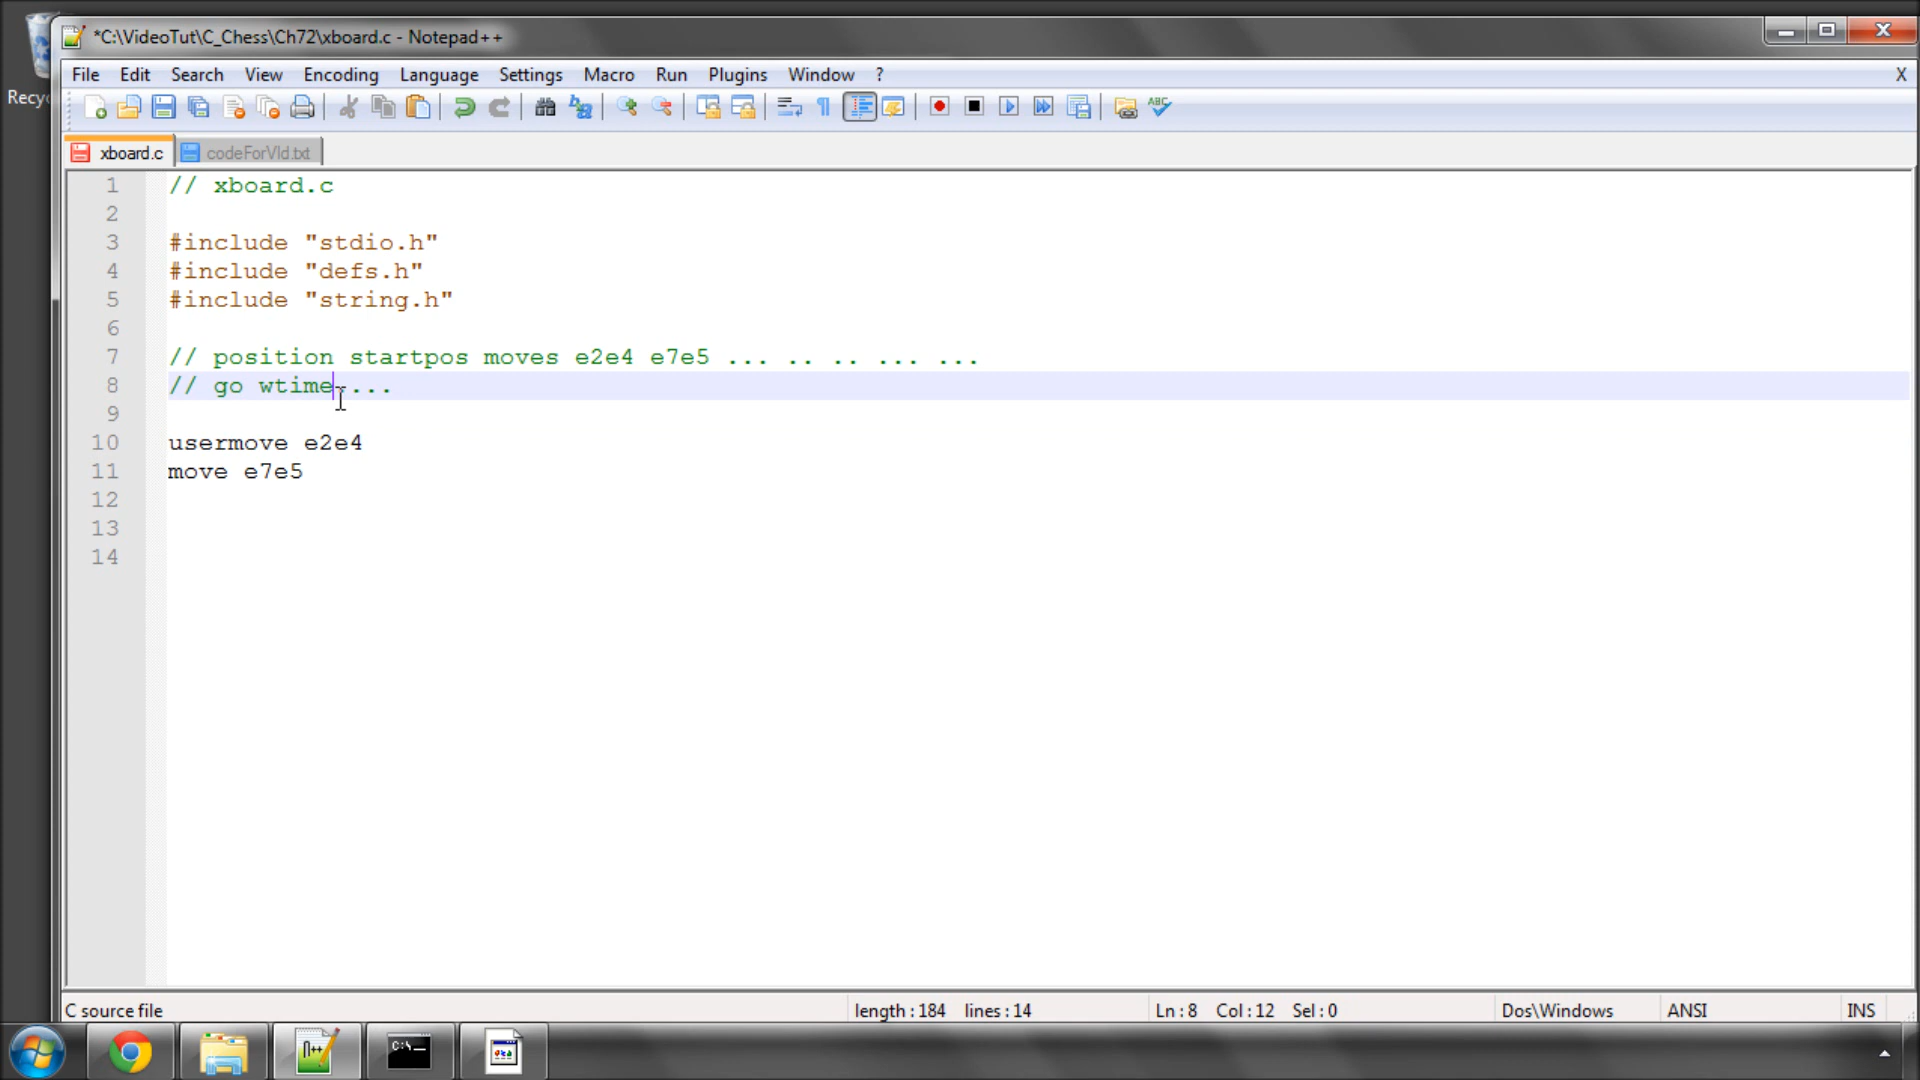 *C:\VideoTut\C_Chess\Ch72\xboard.c - Notepad++
Recyc
File Edit Search View Encoding Language Settings Macro Run Plugins Window ? X
xboard.c codeForVId.txt
1 // xboard.c
2
3 #include "stdio.h"
4 #include "defs.h"
5 #include "string.h"
6
7 // position startpos moves e2e4 e7e5 ... .. .. ... ...
8 // go wtime ....
9
10 usermove e2e4
11 move e7e5
12
13
14
C source file length : 184 lines : 14 Ln : 8 Col : 12 Sel : 0 Dos\Windows ANSI INS